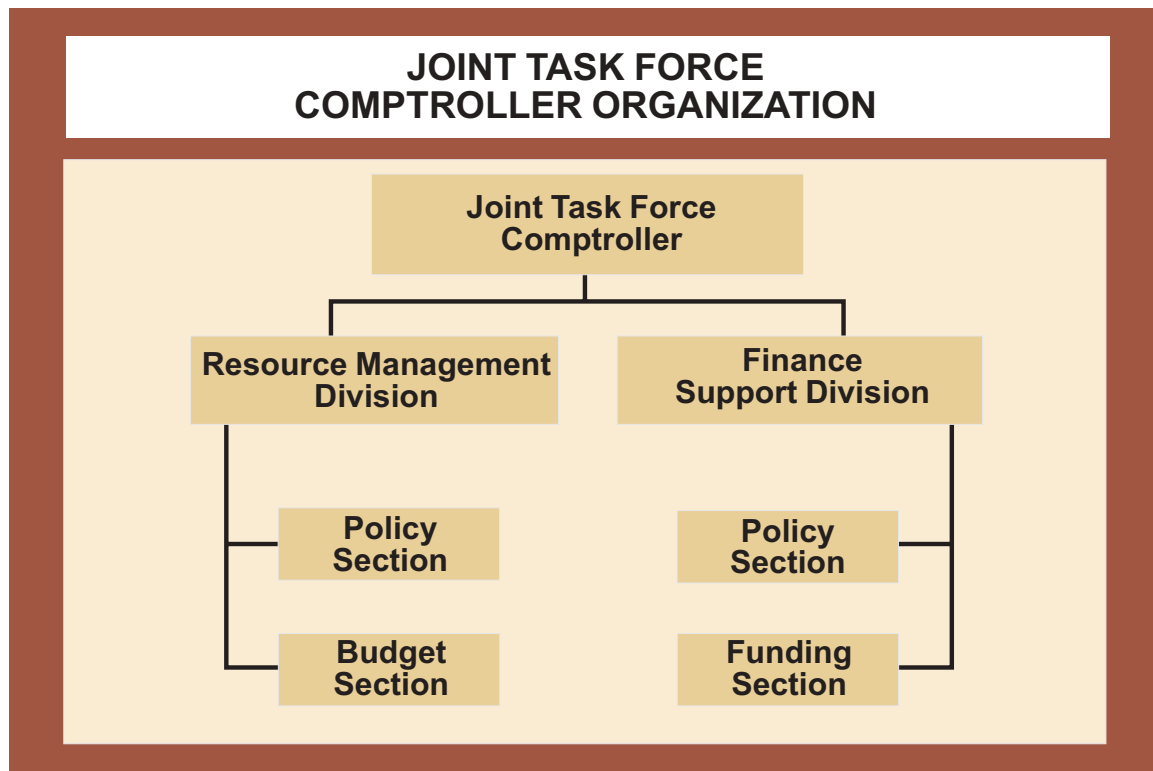 JOINT TASK FORCE
COMPTROLLER ORGANIZATION
Joint Task Force
Comptroller
Resource Management
Division
Finance
Support Division
Policy
Section
Policy
Section
Budget
Section
Funding
Section